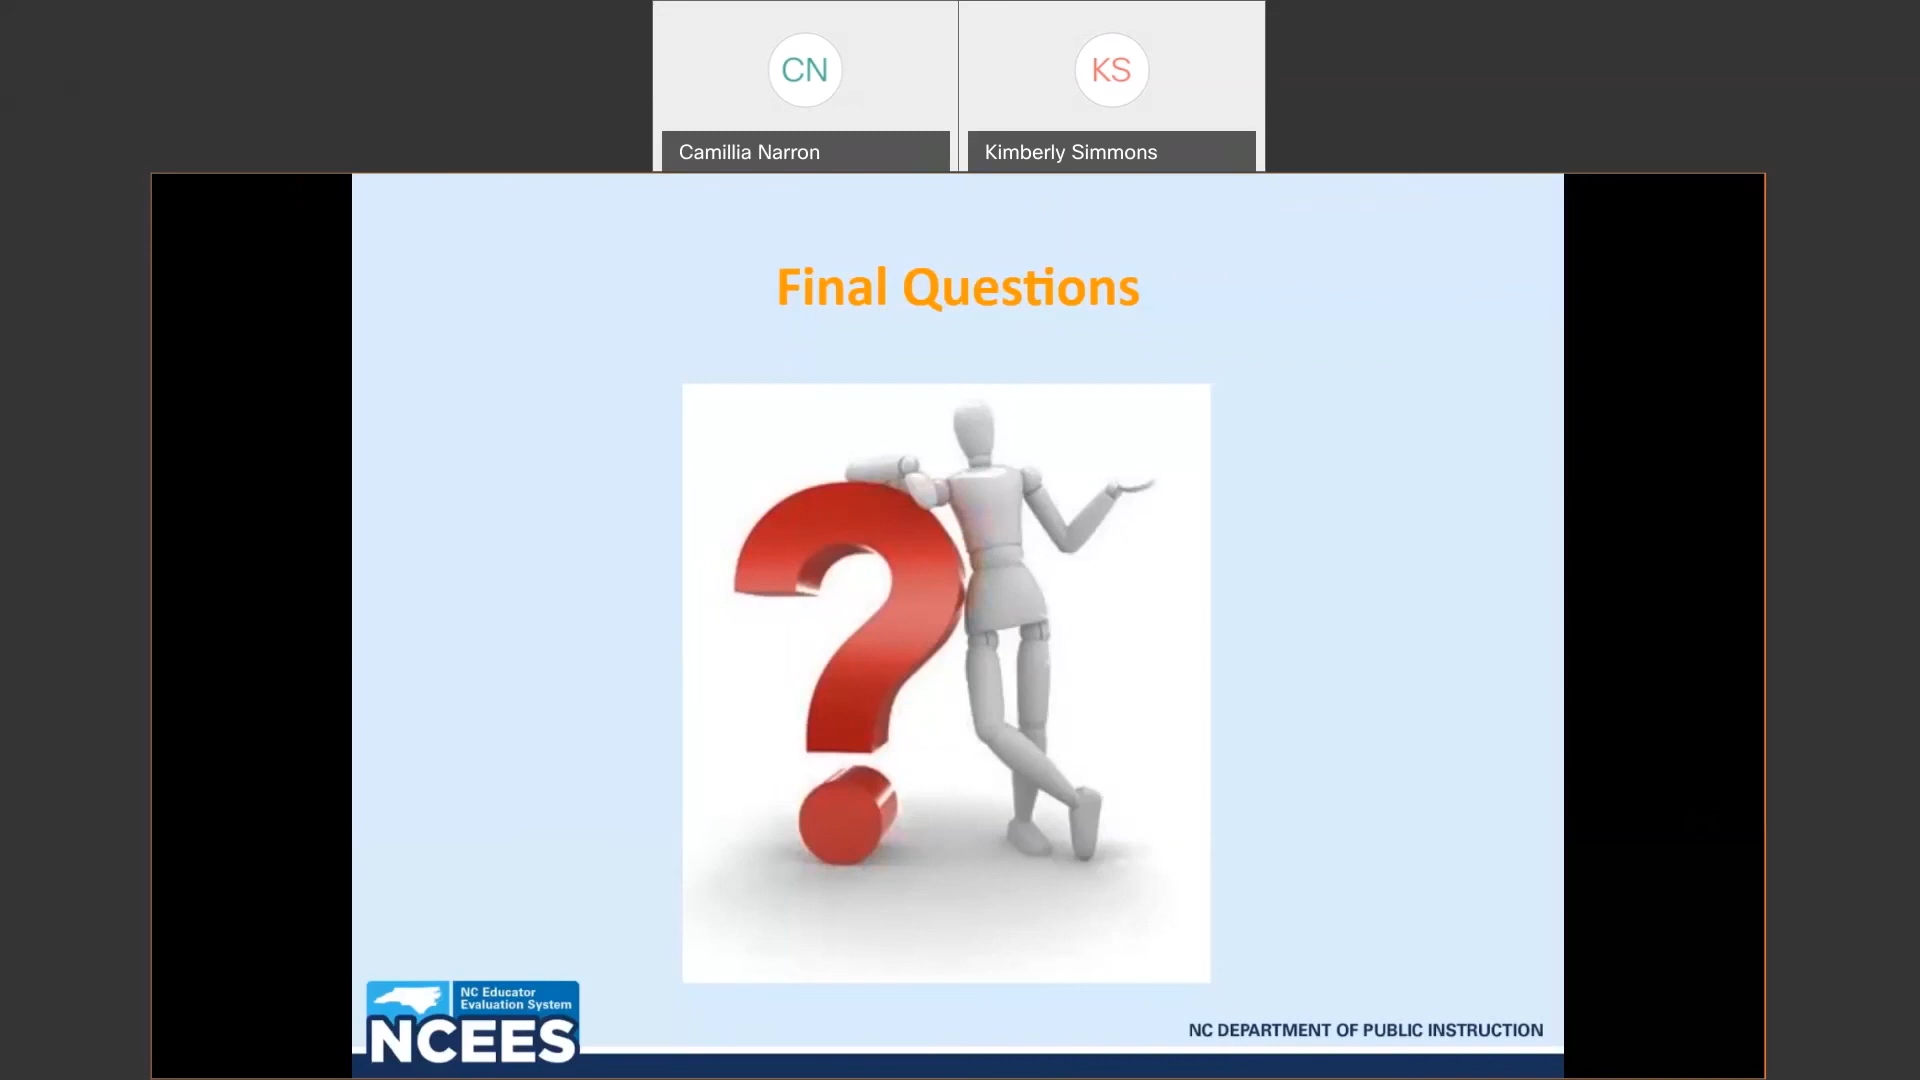 CN
KS
Camillia Narron
Kimberly Simmons
Final Questions
NC Educator
Evaluation System
NCEES
NC DEPARTMENT OF PUBLIC INSTRUCTION